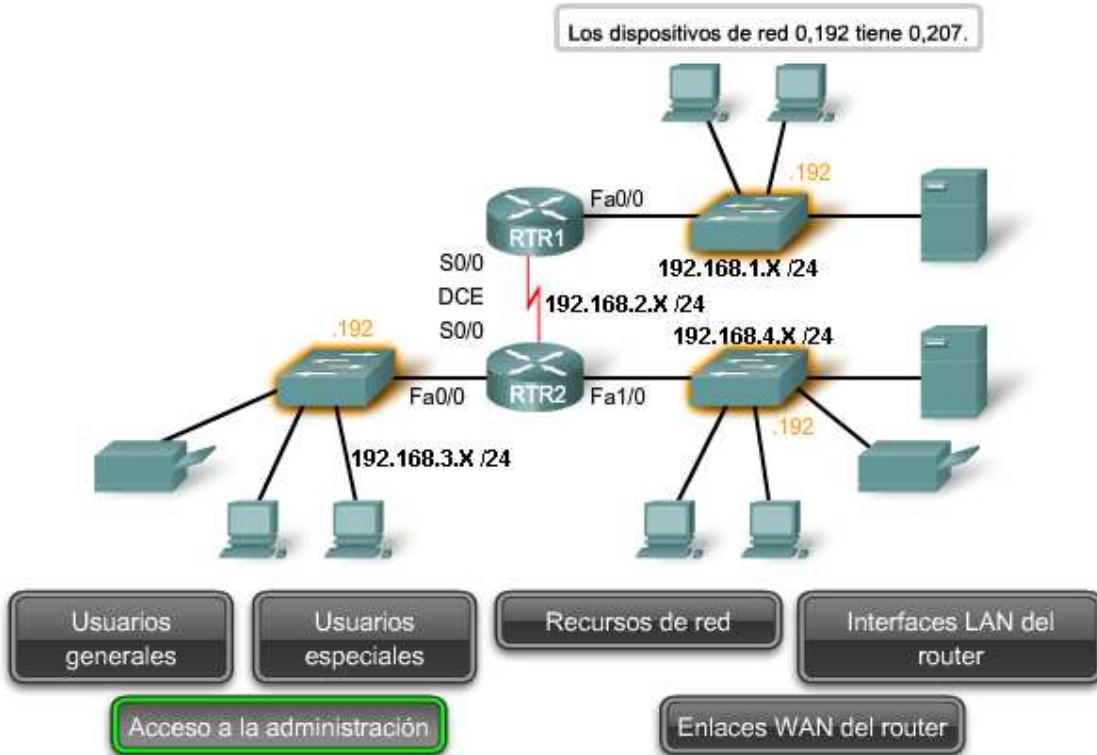 Los dispositivos de red 0,192 tiene 0,207.
.192
Fa0/0
RTR1
S0/0
192.168.1.X /24
DCE
192.168.2.X /24
S0/0
.192
192.168.4.X /24
Fa0/0
RTR2
Fa1/0
.192
192.168.3.X /24
Usuarios
generales
Usuarios
especiales
Recursos de red
Interfaces LAN del
router
Acceso a la administración
Enlaces WAN del router